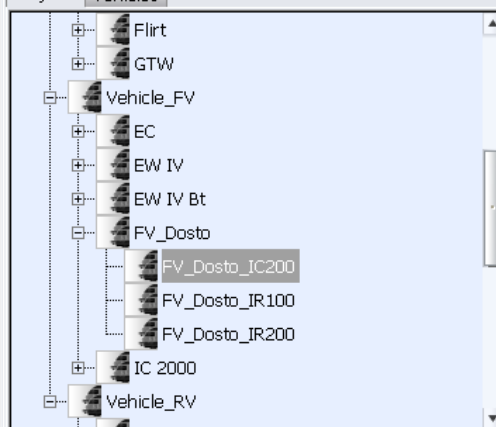 Flirt
GTW
Vehicle_FV
EC
EW IV
EW IV Bt
FV_Dosto
FV_Dosto_IC200
FV_Dosto_IR100
FV_Dosto_IR200
IC 2000
Vehicle_RV